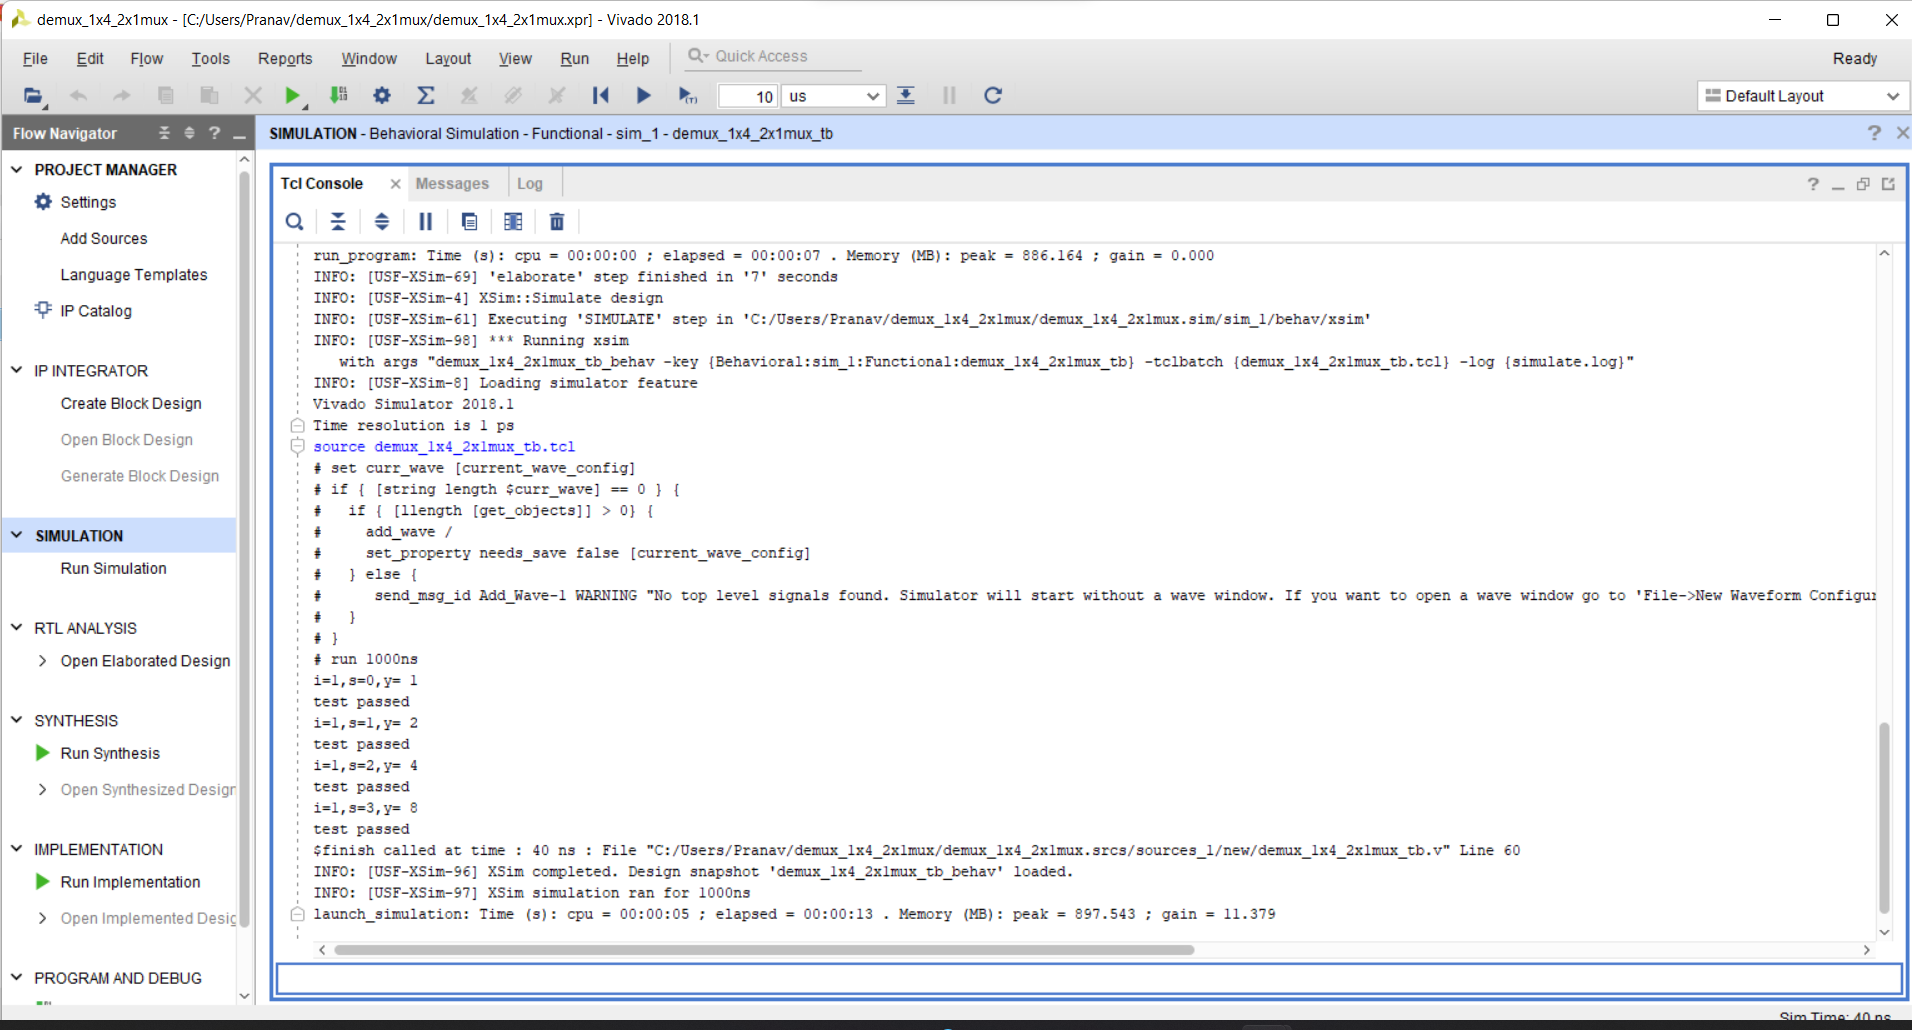 demux_1x4_2x1mux - [C:/Users/Pranav/demux_1x4_2x1mux/demux_1x4_2x1mux.xpr] - Vivado 2018.1
File Edit Flow Tools Reports Window Layout View Run Help Quick Access Ready
10 us Default Layout
Flow Navigator
SIMULATION - Behavioral Simulation - Functional - sim_1 - demux_1x4_2x1mux_tb
PROJECT MANAGER
Settings
Add Sources
Language Templates
IP Catalog
IP INTEGRATOR
Create Block Design
Open Block Design
Generate Block Design
SIMULATION
Run Simulation
RTL ANALYSIS
Open Elaborated Design
SYNTHESIS
Run Synthesis
Open Synthesized Design
IMPLEMENTATION
Run Implementation
Open Implemented Desig
PROGRAM AND DEBUG
Tcl Console Messages Log
run_program: Time (s): cpu = 00:00:00 ; elapsed = 00:00:07 . Memory (MB): peak = 886.164 ; gain = 0.000
INFO: [USF-XSim-69] 'elaborate' step finished in '7' seconds
INFO: [USF-XSim-4] XSim::Simulate design
INFO: [USF-XSim-61] Executing 'SIMULATE' step in 'C:/Users/Pranav/demux_1x4_2x1mux/demux_1x4_2x1mux.sim/sim_1/behav/xsim'
INFO: [USF-XSim-98] *** Running xsim
with args "demux_1x4_2x1mux_tb_behav -key {Behavioral:sim_1:Functional:demux_1x4_2x1mux_tb} -tclbatch {demux_1x4_2x1mux_tb.tcl} -log {simulate.log}"
INFO: [USF-XSim-8] Loading simulator feature
Vivado Simulator 2018.1
Time resolution is 1 ps
source demux_1x4_2x1mux_tb.tcl
# set curr_wave [current_wave_config]
# if { [string length $curr_wave] == 0 } {
#   if { [llength [get_objects]] > 0} {
#     add_wave /
#     set_property needs_save false [current_wave_config]
#   } else {
#      send_msg_id Add_Wave-1 WARNING "No top level signals found. Simulator will start without a wave window. If you want to open a wave window go to 'File->New Waveform Configur
#   }
# }
# run 1000ns
i=1,s=0,y= 1
test passed
i=1,s=1,y= 2
test passed
i=1,s=2,y= 4
test passed
i=1,s=3,y= 8
test passed
$finish called at time : 40 ns : File "C:/Users/Pranav/demux_1x4_2x1mux/demux_1x4_2x1mux.srcs/sources_1/new/demux_1x4_2x1mux_tb.v" Line 60
INFO: [USF-XSim-96] XSim completed. Design snapshot 'demux_1x4_2x1mux_tb_behav' loaded.
INFO: [USF-XSim-97] XSim simulation ran for 1000ns
launch_simulation: Time (s): cpu = 00:00:05 ; elapsed = 00:00:13 . Memory (MB): peak = 897.543 ; gain = 11.379
Sim Time: 40 ns